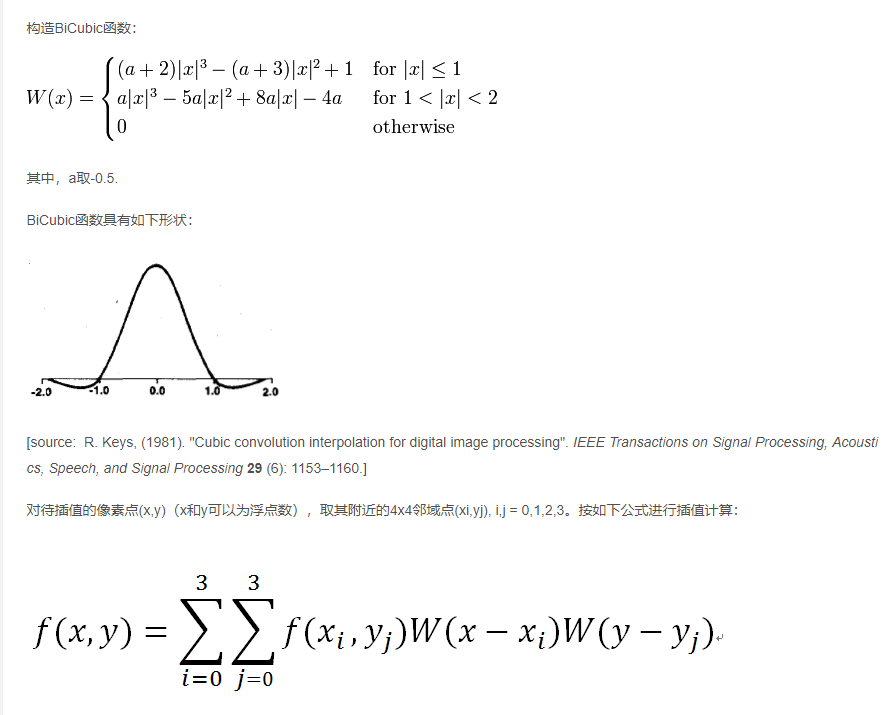 构造BiCubic函数：
W(x) = { (a + 2)|x|³ − (a + 3)|x|² + 1 for |x| ≤ 1
a|x|³ − 5a|x|² + 8a|x| − 4a for 1 < |x| < 2
0 otherwise
其中，a取-0.5.
BiCubic函数具有如下形状：
-2.0 -1.0 0.0 1.0 2.0
[source: R. Keys, (1981). "Cubic convolution interpolation for digital image processing". IEEE Transactions on Signal Processing, Acousti
cs, Speech, and Signal Processing 29 (6): 1153–1160.]
对待插值的像素点(x,y)（x和y可以为浮点数），取其附近的4x4邻域点(xi,yj), i,j = 0,1,2,3。按如下公式进行插值计算：
3 3
f(x, y) = ∑ ∑ f(xᵢ, yⱼ)W(x − xᵢ)W(y − yⱼ)↵
i=0 j=0